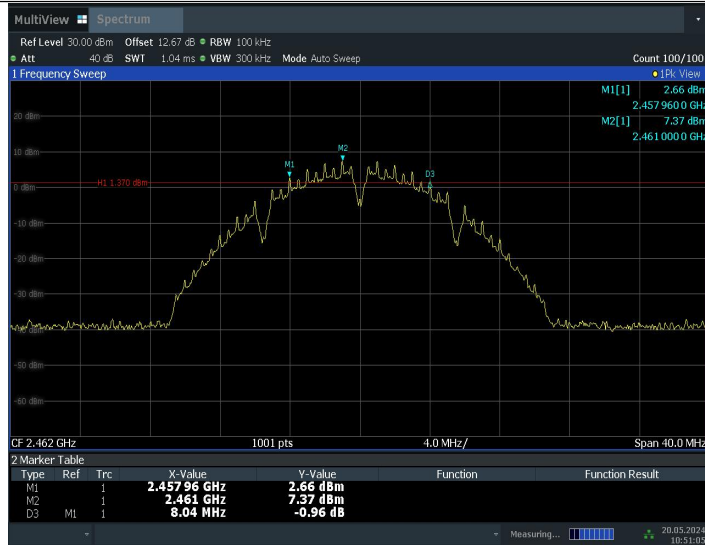 MultiView Spectrum
Ref Level 30.00 dBm Offset 12.67 dB RBW 100 kHz
Att 40 dB SWT 1.04 ms VBW 300 kHz Mode Auto Sweep Count 100/100
1 Frequency Sweep 1Pk View
M1[1] 2.66 dBm
2.457 960 0 GHz
M2[1] 7.37 dBm
2.461 000 0 GHz
20 dBm
10 dBm
M2
M1
D3
H1 1.370 dBm
0 dBm
-10 dBm
-20 dBm
-30 dBm
-50 dBm
-60 dBm
CF 2.462 GHz 1001 pts 4.0 MHz/ Span 40.0 MHz
2 Marker Table
Type Ref Trc X-Value Y-Value Function Function Result
M1 1 2.45796 GHz 2.66 dBm
M2 1 2.461 GHz 7.37 dBm
D3 M1 1 8.04 MHz -0.96 dB
Measuring... 20.05.2024
10:51:05